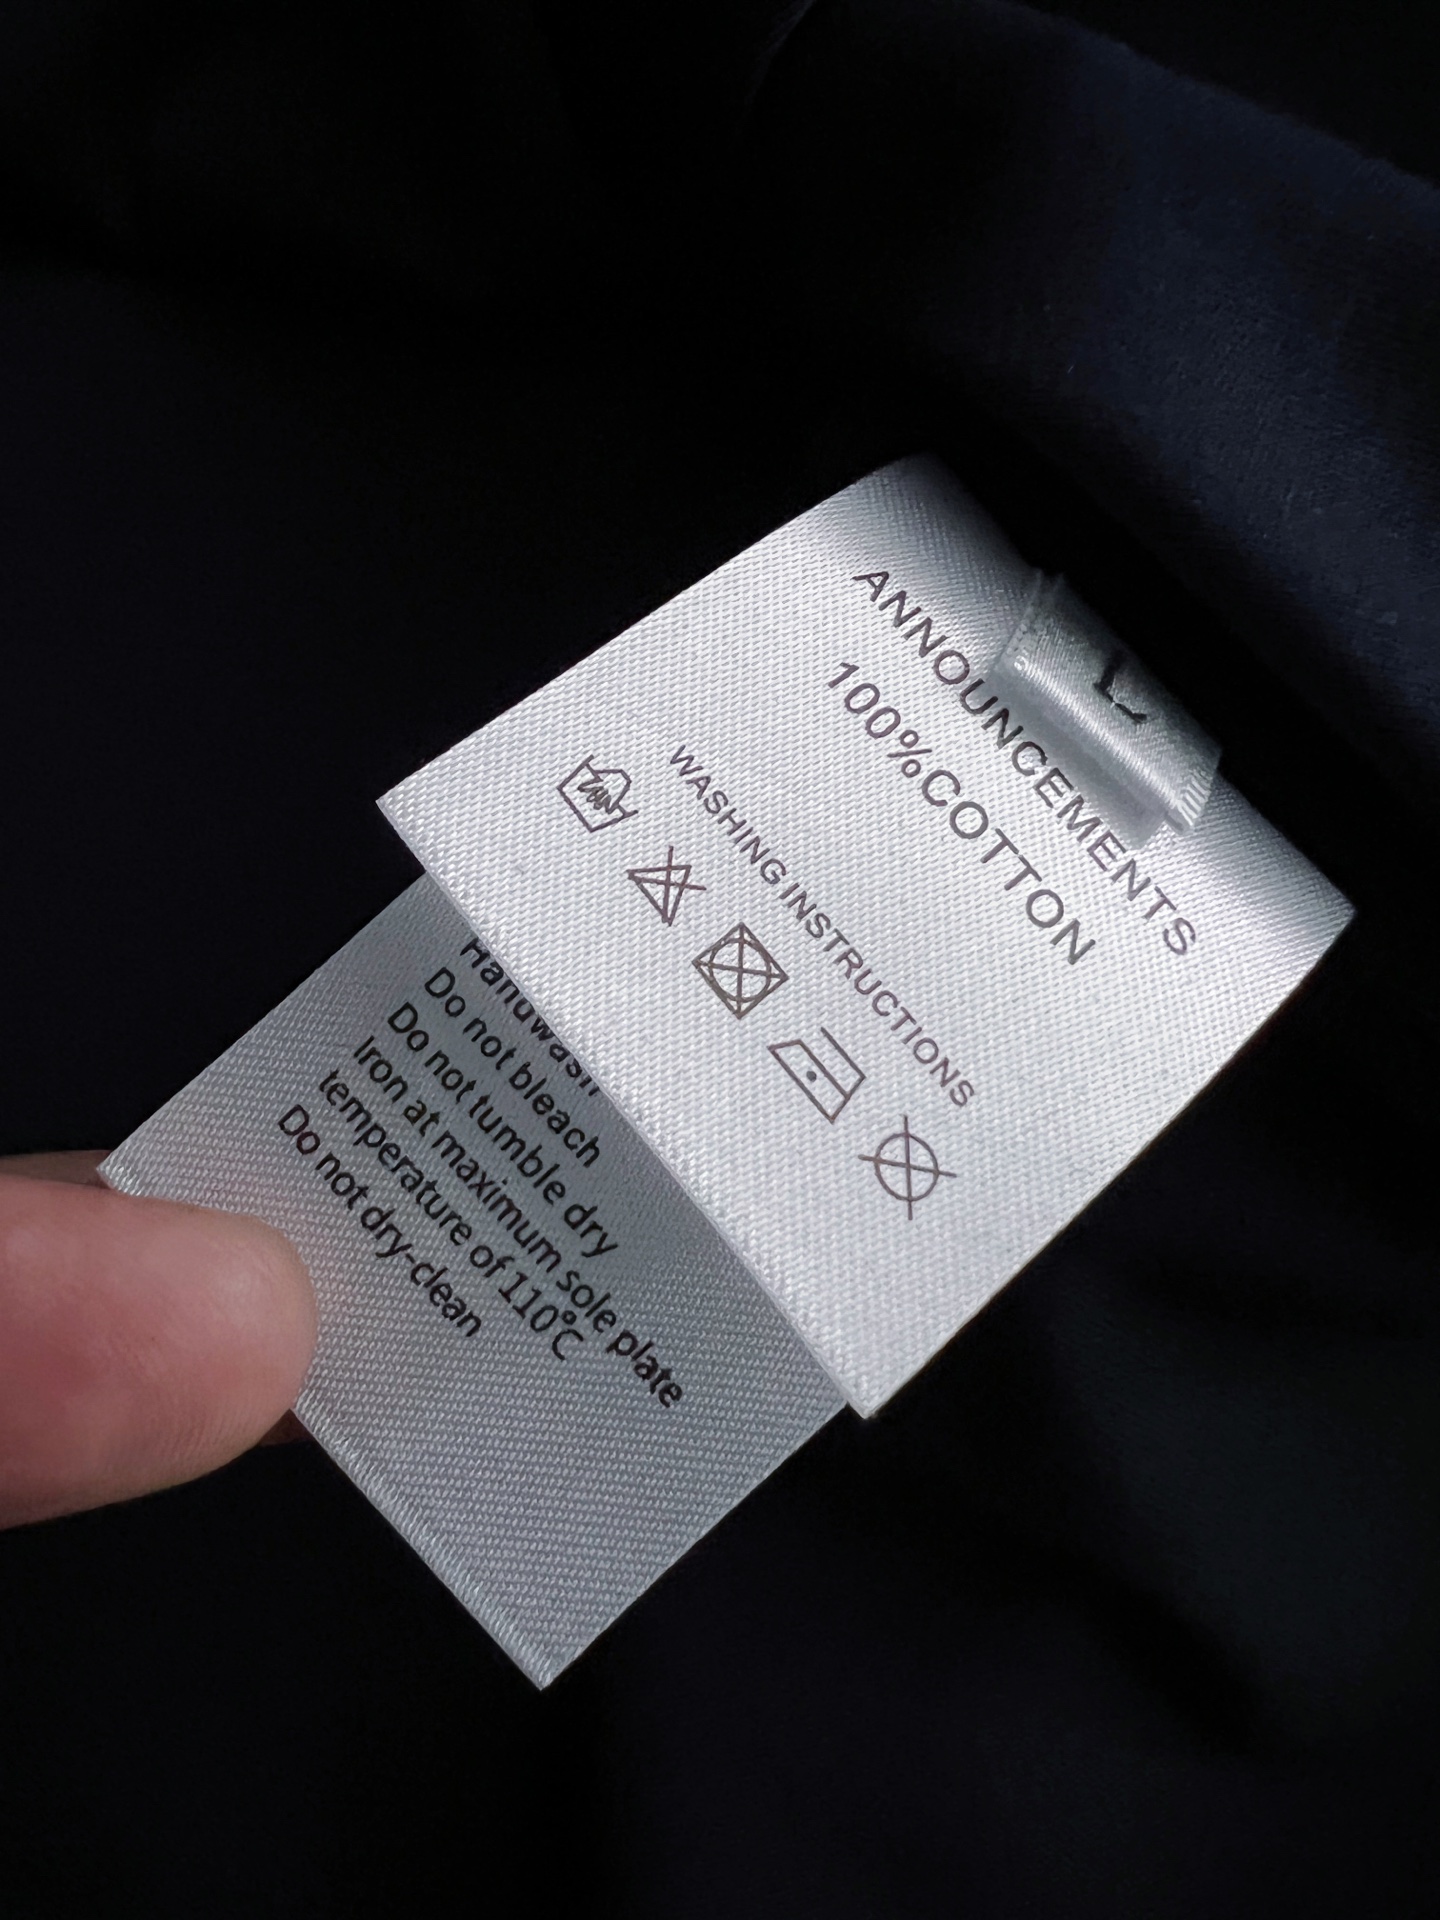 L
ANNOUNCEMENTS
100%COTTON
WASHING INSTRUCTIONS
Handwash
Do not bleach
Do not tumble dry
Iron at maximum sole plate
temperature of 110℃
Do not dry-clean